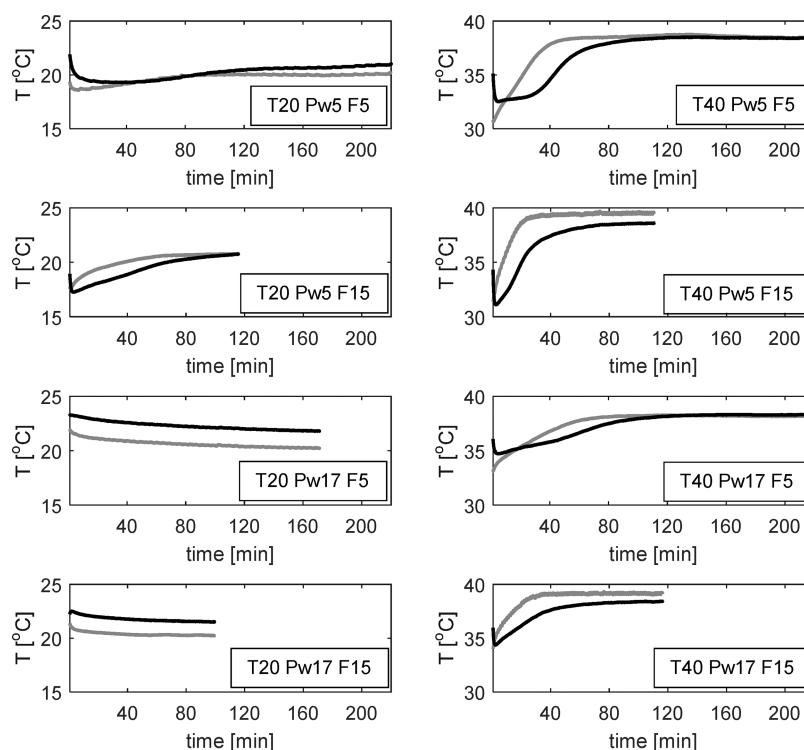 25
20
15
T [°C]
T20 Pw5 F5
40 80 120 160 200
time [min]
40
35
30
T [°C]
T40 Pw5 F5
40 80 120 160 200
time [min]
25
20
15
T [°C]
T20 Pw5 F15
40 80 120 160 200
time [min]
40
35
30
T [°C]
T40 Pw5 F15
40 80 120 160 200
time [min]
25
20
15
T [°C]
T20 Pw17 F5
40 80 120 160 200
time [min]
40
35
30
T [°C]
T40 Pw17 F5
40 80 120 160 200
time [min]
25
20
15
T [°C]
T20 Pw17 F15
40 80 120 160 200
time [min]
40
35
30
T [°C]
T40 Pw17 F15
40 80 120 160 200
time [min]